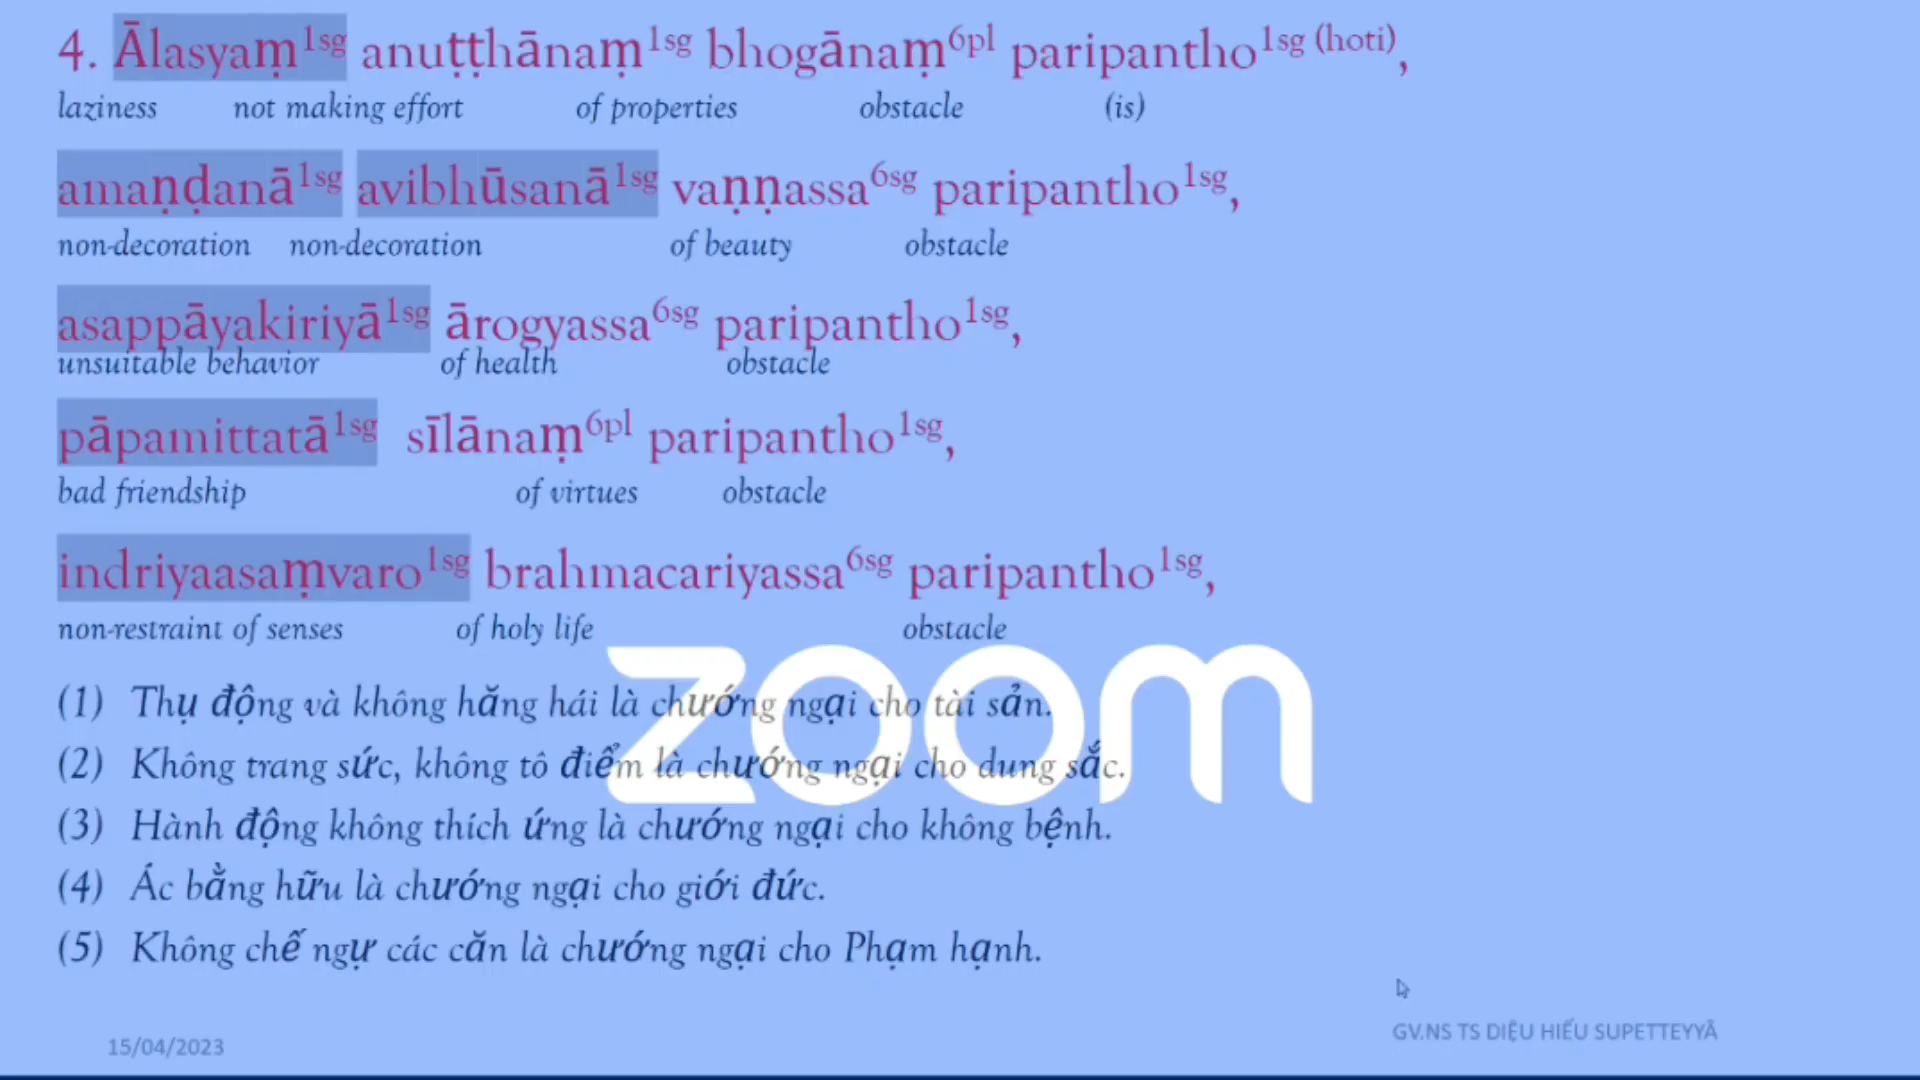 4. Ālasyaṃ1sg anuṭṭhānaṃ1sg bhogānaṃ6pl paripantho1sg (hoti),
laziness not making effort of properties obstacle (is)
amaṇḍanā1sg avibhūsanā1sg vaṇṇassa6sg paripantho1sg,
non-decoration non-decoration of beauty obstacle
asappāyakiriyā1sg ārogyassa6sg paripantho1sg,
unsuitable behavior of health obstacle
pāpamittatā1sg sīlānaṃ6pl paripantho1sg,
bad friendship of virtues obstacle
indriyaasaṃvaro1sg brahmacariyassa6sg paripantho1sg,
non-restraint of senses of holy life obstacle
zoom
(1) Thụ động và không hăng hái là chướng ngại cho tài sản.
(2) Không trang sức, không tô điểm là chướng ngại cho dung sắc.
(3) Hành động không thích ứng là chướng ngại cho không bệnh.
(4) Ác bằng hữu là chướng ngại cho giới đức.
(5) Không chế ngự các căn là chướng ngại cho Phạm hạnh.
15/04/2023 GV.NS TS DIỆU HIẾU SUPETTEYYĀ